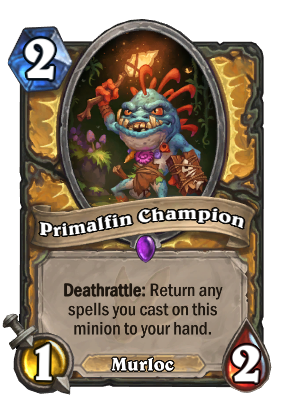 2
Primalfin Champion
Deathrattle: Return any
spells you cast on this
minion to your hand.
1
Murloc
2